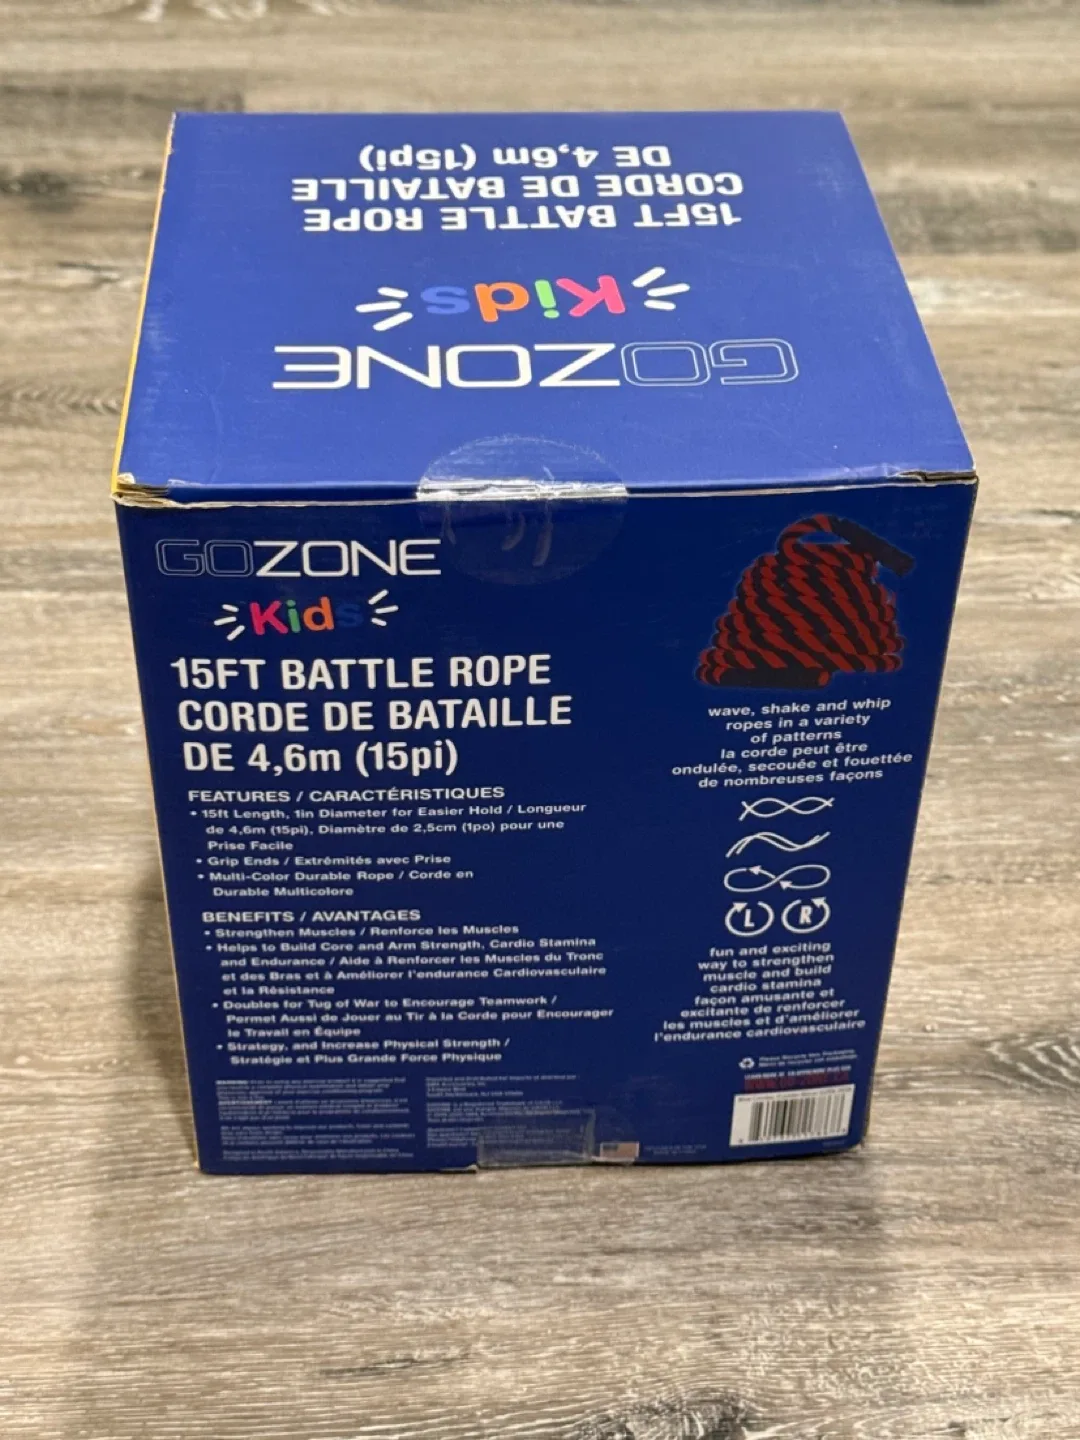 15FT BATTLE ROPE
CORDE DE BATAILLE
DE 4,6m (15pi)
Kids
GOZONE
GOZONE
Kids
15FT BATTLE ROPE
CORDE DE BATAILLE
DE 4,6m (15pi)
FEATURES / CARACTÉRISTIQUES
• 15ft Length, 1in Diameter for Easier Hold / Longueur
de 4,6m (15pi), Diamètre de 2,5cm (1po) pour une
Prise Facile
• Grip Ends / Extrémités avec Prise
• Multi-Color Durable Rope / Corde en
Durable Multicolore
BENEFITS / AVANTAGES
• Strengthen Muscles / Renforce les Muscles
• Helps to Build Core and Arm Strength, Cardio Stamina
and Endurance / Aide à Renforcer les Muscles du Tronc
et des Bras et à Améliorer l'endurance Cardiovasculaire
et la Résistance
• Doubles for Tug of War to Encourage Teamwork /
Permet Aussi de Jouer au Tir à la Corde pour Encourager
le Travail en Équipe
• Strategy, and Increase Physical Strength /
Stratégie et Plus Grande Force Physique
wave, shake and whip
ropes in a variety
of patterns
la corde peut être
ondulée, secouée et fouettée
de nombreuses façons
L R
fun and exciting
way to strengthen
muscle and build
cardio stamina
façon amusante et
excitante de renforcer
les muscles et d'améliorer
l'endurance cardiovasculaire
Please Recycle this Packaging